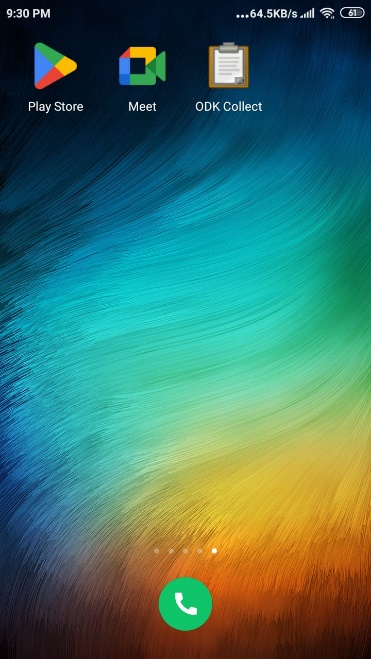 9:30 PM ...64.5KB/s 61
Play Store Meet ODK Collect